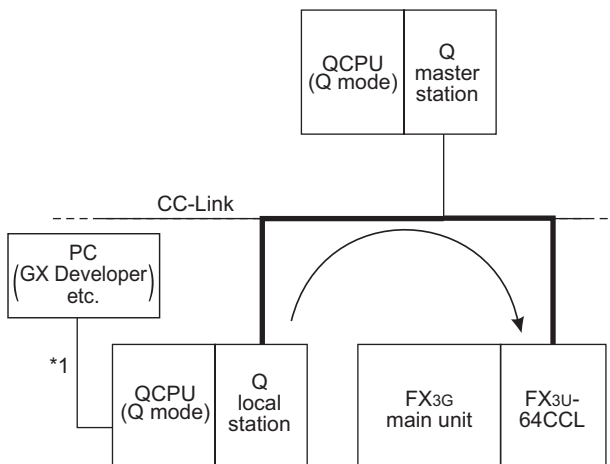 QCPU
(Q mode)
Q
master
station
CC-Link
PC
(GX Developer)
etc.
*1
QCPU
(Q mode)
Q
local
station
FX3G
main unit
FX3U-
64CCL